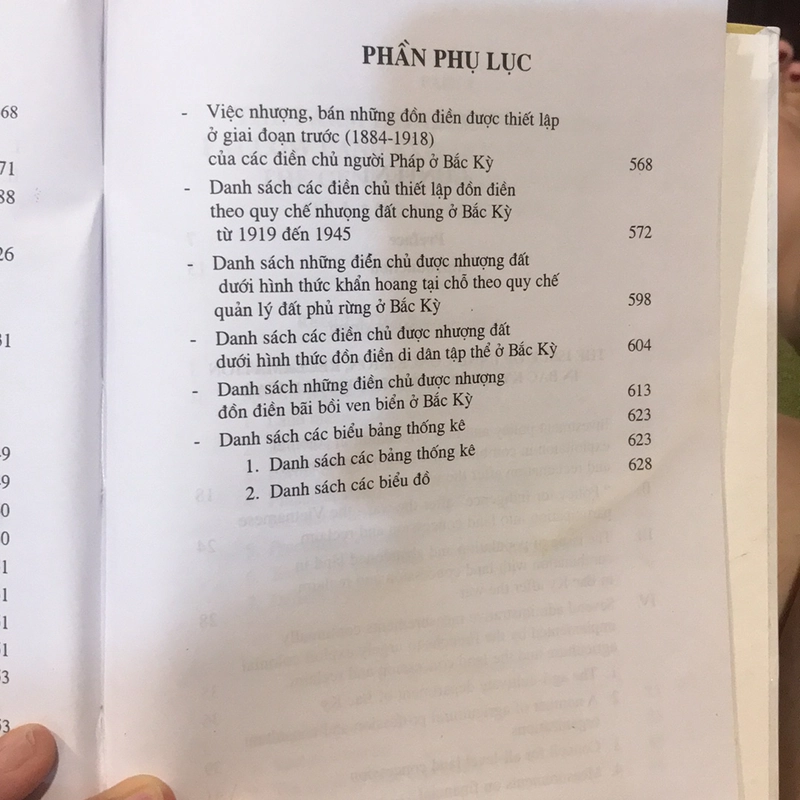 PHẦN PHỤ LỤC
- Việc nhượng, bán những đồn điền được thiết lập
ở giai đoạn trước (1884-1918)
của các điền chủ người Pháp ở Bắc Kỳ 568
- Danh sách các điền chủ thiết lập đồn điền
theo quy chế nhượng đất chung ở Bắc Kỳ
từ 1919 đến 1945 572
- Danh sách những điền chủ được nhượng đất
dưới hình thức khẩn hoang tại chỗ theo quy chế
quản lý đất phủ rừng ở Bắc Kỳ 598
- Danh sách các điền chủ được nhượng đất
dưới hình thức đồn điền di dân tập thể ở Bắc Kỳ 604
- Danh sách những điền chủ được nhượng
đồn điền bãi bồi ven biển ở Bắc Kỳ 613
- Danh sách các biểu bảng thống kê 623
1. Danh sách các bảng thống kê 623
2. Danh sách các biểu đồ 628